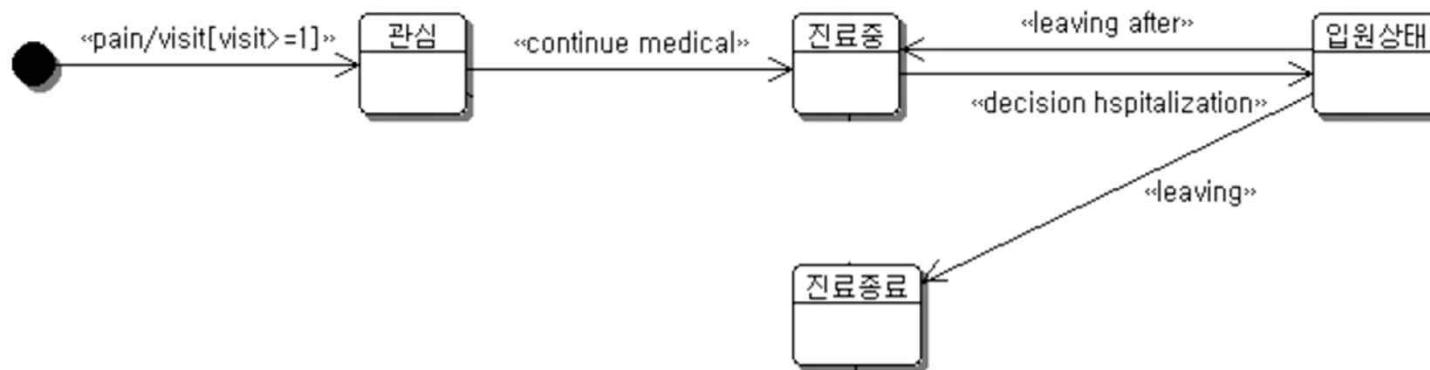 «pain/visit[visit>=1]»
관심
«continue medical»
진료중
«leaving after»
입원상태
«decision hspitalization»
«leaving»
진료종료